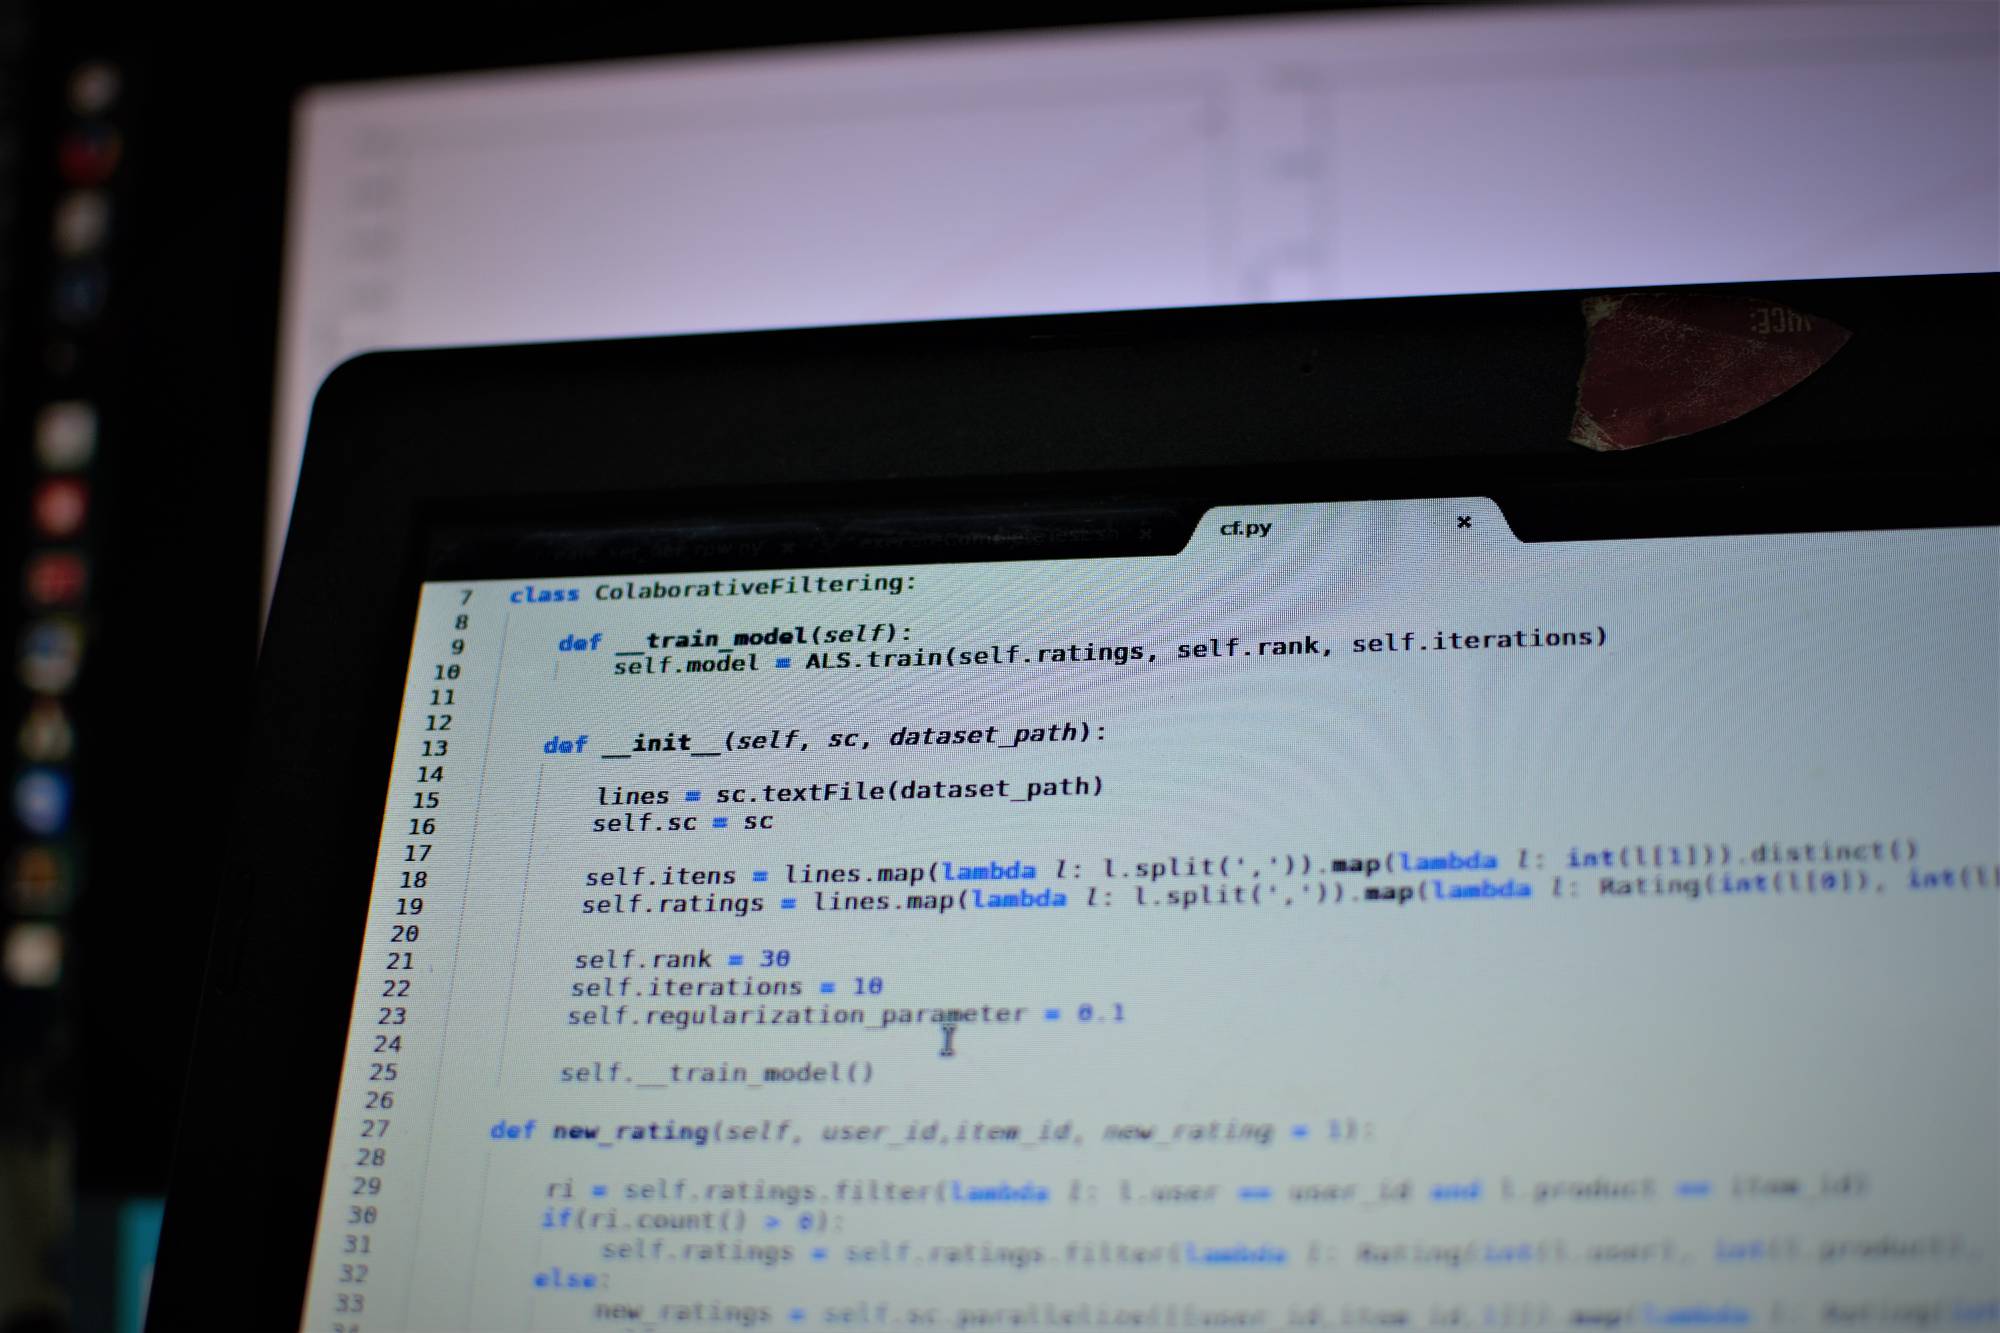 cf.py ×
7 class ColaborativeFiltering:
8
9 def __train_model(self):
10 self.model = ALS.train(self.ratings, self.rank, self.iterations)
11
12
13 def __init__(self, sc, dataset_path):
14
15 lines = sc.textFile(dataset_path)
16 self.sc = sc
17
18 self.itens = lines.map(lambda l: l.split(',')).map(lambda l: int(l[1])).distinct()
19 self.ratings = lines.map(lambda l: l.split(',')).map(lambda l: Rating(int(l[0]), int(l[
20
21 self.rank = 30
22 self.iterations = 10
23 self.regularization_parameter = 0.1
24
25 self.__train_model()
26
27 def new_rating(self, user_id,item_id, new_rating = 1):
28
29 ri = self.ratings.filter(lambda l: l.user == user_id and l.product == item_id)
30 if(ri.count() > 0):
31 self.ratings = self.ratings.filter(lambda l: Rating(int(l.user), int(l.product),
32 else:
33 new_ratings = self.sc.parallelize([[user_id,item_id,1]]).map(lambda l: Rating(int